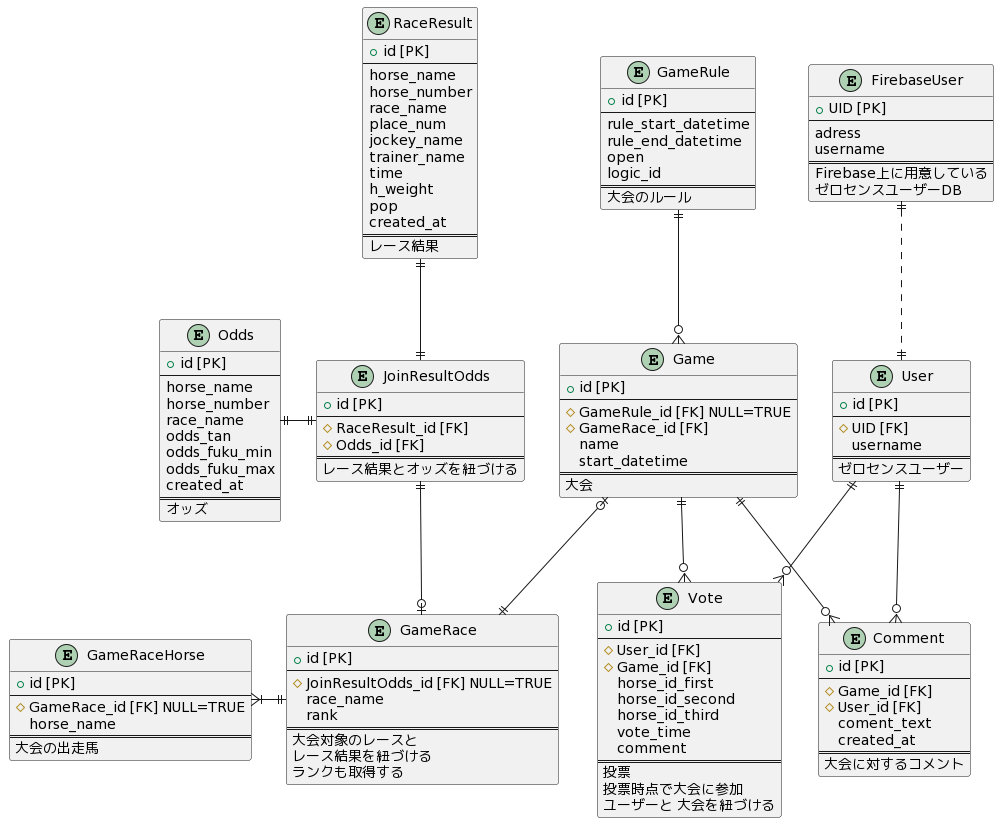 E RaceResult
id [PK]
horse_name
horse_number
race_name
place_num
jockey_name
trainer_name
time
h_weight
pop
created_at
レース結果
E GameRule
id [PK]
rule_start_datetime
rule_end_datetime
open
logic_id
大会のルール
E FirebaseUser
UID [PK]
adress
username
Firebase上に用意している
ゼロセンスユーザーDB
E Odds
id [PK]
horse_name
horse_number
race_name
odds_tan
odds_fuku_min
odds_fuku_max
created_at
オッズ
E JoinResultOdds
id [PK]
RaceResult_id [FK]
Odds_id [FK]
レース結果とオッズを紐づける
E Game
id [PK]
GameRule_id [FK] NULL=TRUE
GameRace_id [FK]
name
start_datetime
大会
E User
id [PK]
UID [FK]
username
ゼロセンスユーザー
E GameRaceHorse
id [PK]
GameRace_id [FK] NULL=TRUE
horse_name
大会の出走馬
E GameRace
id [PK]
JoinResultOdds_id [FK] NULL=TRUE
race_name
rank
大会対象のレースと
レース結果を紐づける
ランクも取得する
E Vote
id [PK]
User_id [FK]
Game_id [FK]
horse_id_first
horse_id_second
horse_id_third
vote_time
comment
投票
投票時点で大会に参加
ユーザーと 大会を紐づける
E Comment
id [PK]
Game_id [FK]
User_id [FK]
coment_text
created_at
大会に対するコメント